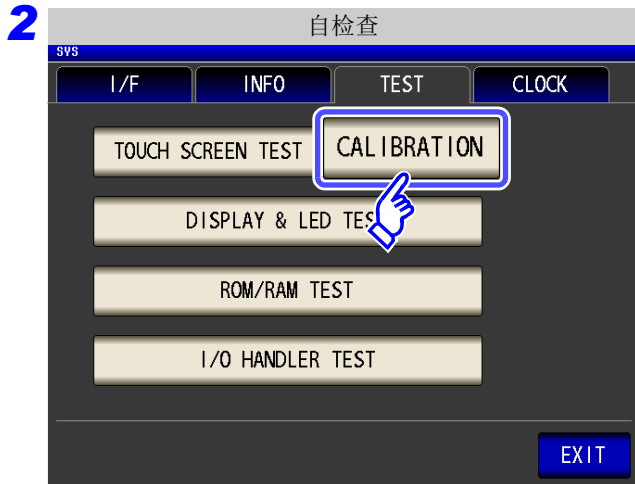 2
自检查
SYS
I/F INFO TEST CLOCK
TOUCH SCREEN TEST CALIBRATION
DISPLAY & LED TES
ROM/RAM TEST
I/O HANDLER TEST
EXIT